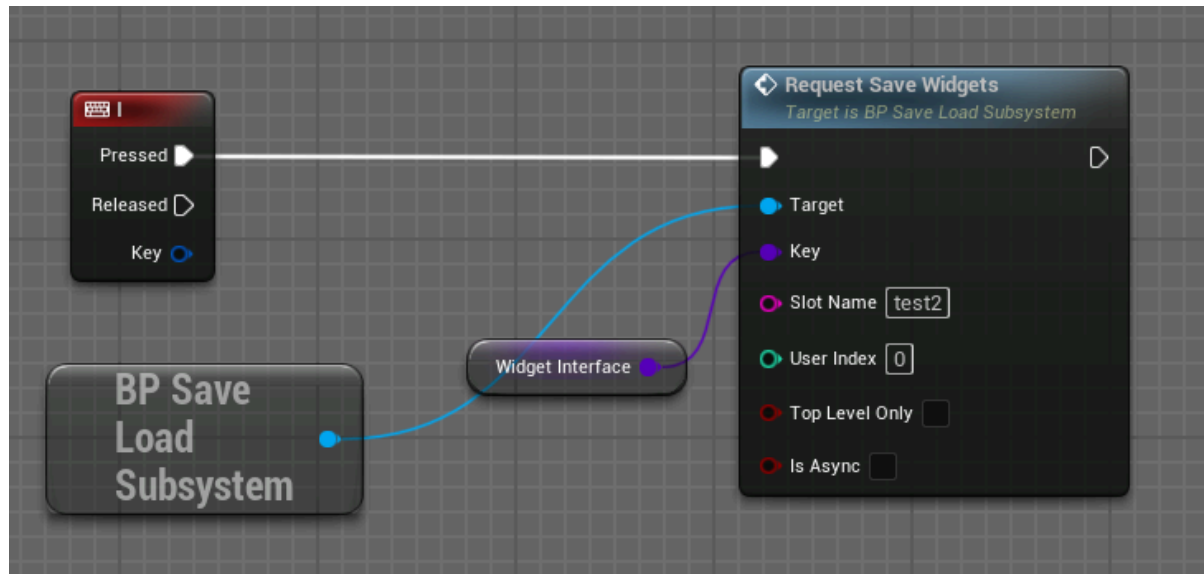 I
Pressed
Released
Key
BP Save
Load
Subsystem
Widget Interface
Request Save Widgets
Target is BP Save Load Subsystem
Target
Key
Slot Name test2
User Index 0
Top Level Only
Is Async